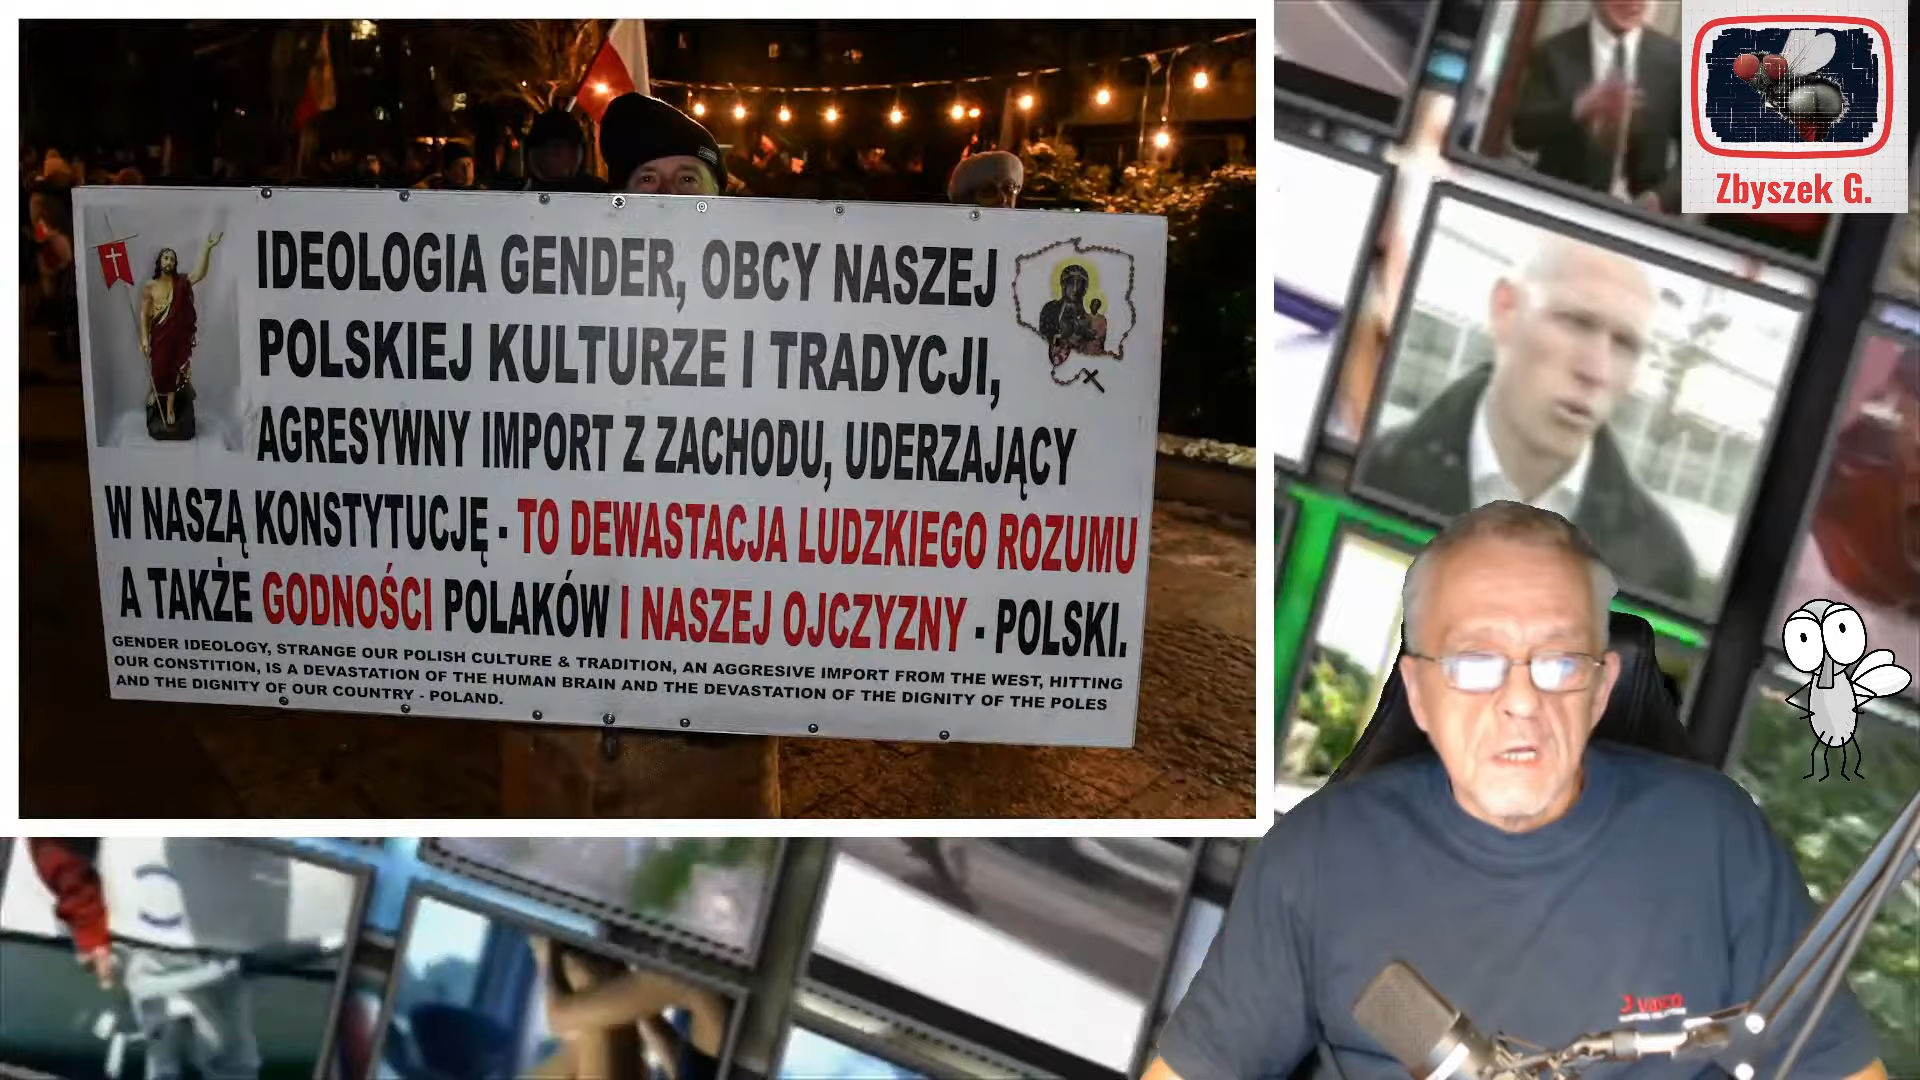 IDEOLOGIA GENDER, OBCY NASZEJ
POLSKIEJ KULTURZE I TRADYCJI,
AGRESYWNY IMPORT Z ZACHODU, UDERZAJĄCY
W NASZĄ KONSTYTUCJĘ - TO DEWASTACJA LUDZKIEGO ROZUMU
A TAKŻE GODNOŚCI POLAKÓW I NASZEJ OJCZYZNY - POLSKI.
GENDER IDEOLOGY, STRANGE OUR POLISH CULTURE & TRADITION, AN AGGRESIVE IMPORT FROM THE WEST, HITTING
OUR CONSTITION, IS A DEVASTATION OF THE HUMAN BRAIN AND THE DEVASTATION OF THE DIGNITY OF THE POLES
AND THE DIGNITY OF OUR COUNTRY - POLAND.
Zbyszek G.